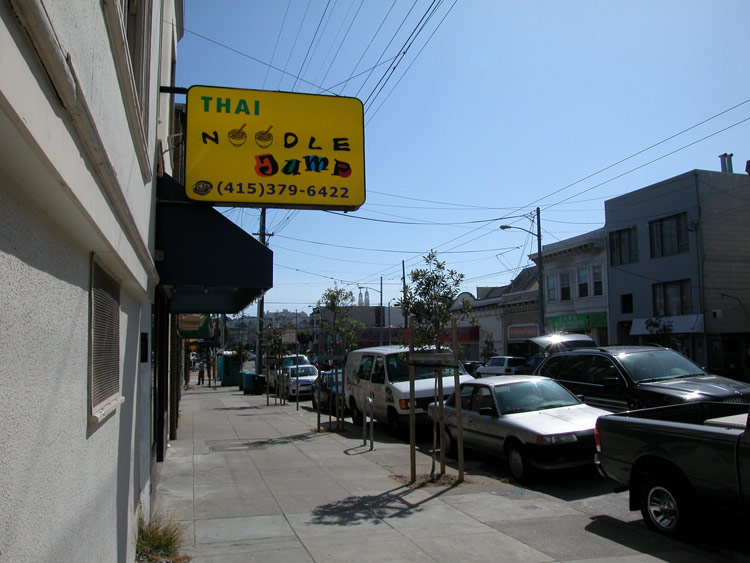 THAI
NOODLE
Jump
(415)379-6422